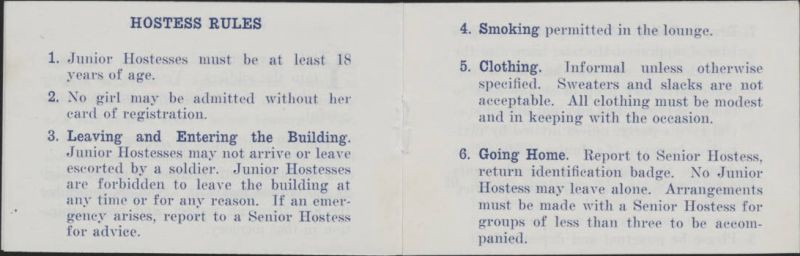 HOSTESS RULES
1. Junior Hostesses must be at least 18
years of age.
2. No girl may be admitted without her
card of registration.
3. Leaving and Entering the Building.
Junior Hostesses may not arrive or leave
escorted by a soldier. Junior Hostesses
are forbidden to leave the building at
any time or for any reason. If an emer-
gency arises, report to a Senior Hostess
for advice.
4. Smoking permitted in the lounge.
5. Clothing. Informal unless otherwise
specified. Sweaters and slacks are not
acceptable. All clothing must be modest
and in keeping with the occasion.
6. Going Home. Report to Senior Hostess,
return identification badge. No Junior
Hostess may leave alone. Arrangements
must be made with a Senior Hostess for
groups of less than three to be accom-
panied.